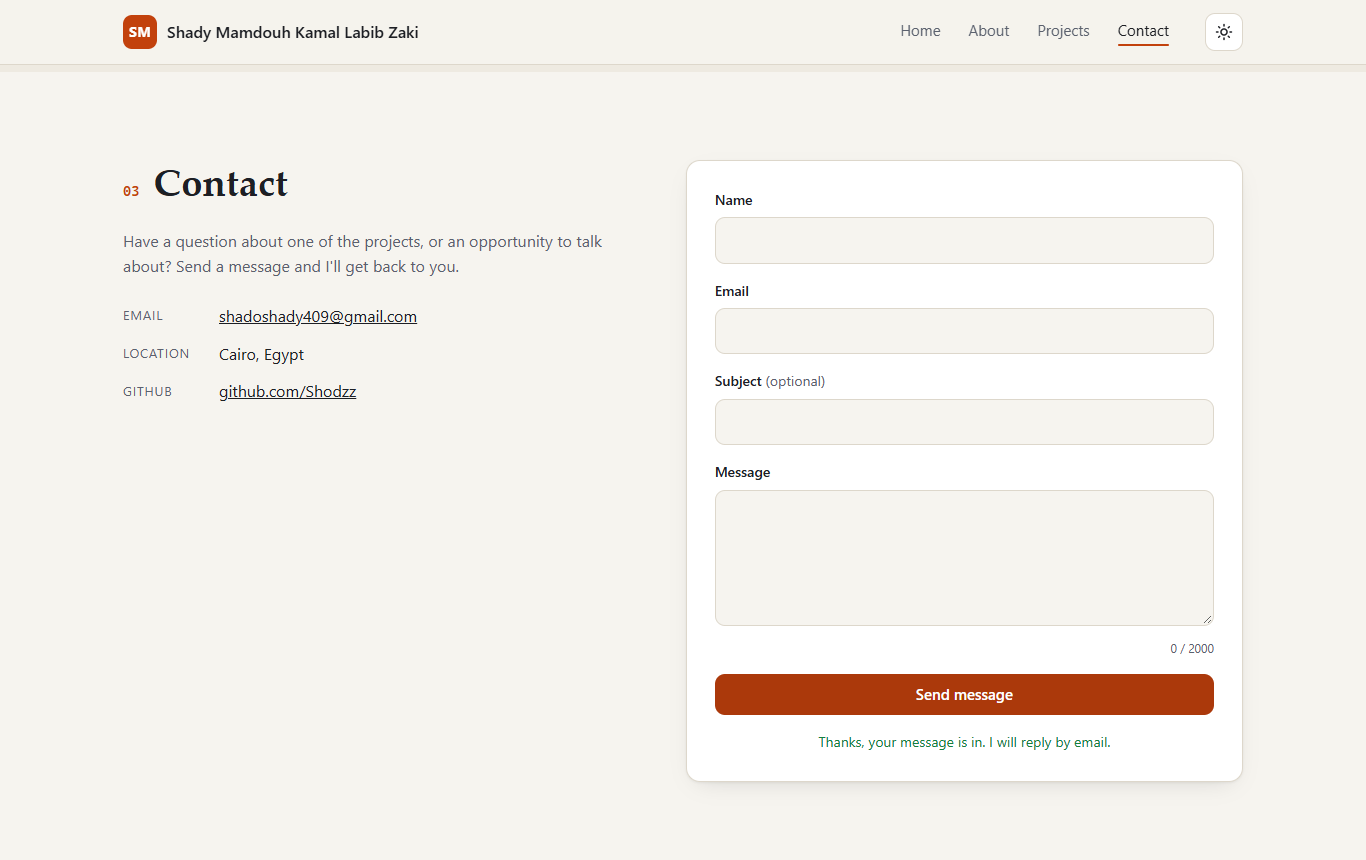 SM Shady Mamdouh Kamal Labib Zaki
Home About Projects Contact
03 Contact
Have a question about one of the projects, or an opportunity to talk
about? Send a message and I'll get back to you.
EMAIL shadoshady409@gmail.com
LOCATION Cairo, Egypt
GITHUB github.com/Shodzz
Name
Email
Subject (optional)
Message
0 / 2000
Send message
Thanks, your message is in. I will reply by email.